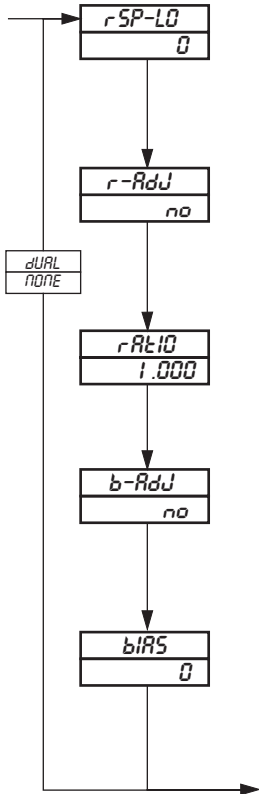 rSP-LO
0
r-AdJ
no
dUAL
NONE
rAtIO
1.000
b-AdJ
no
bIAS
0